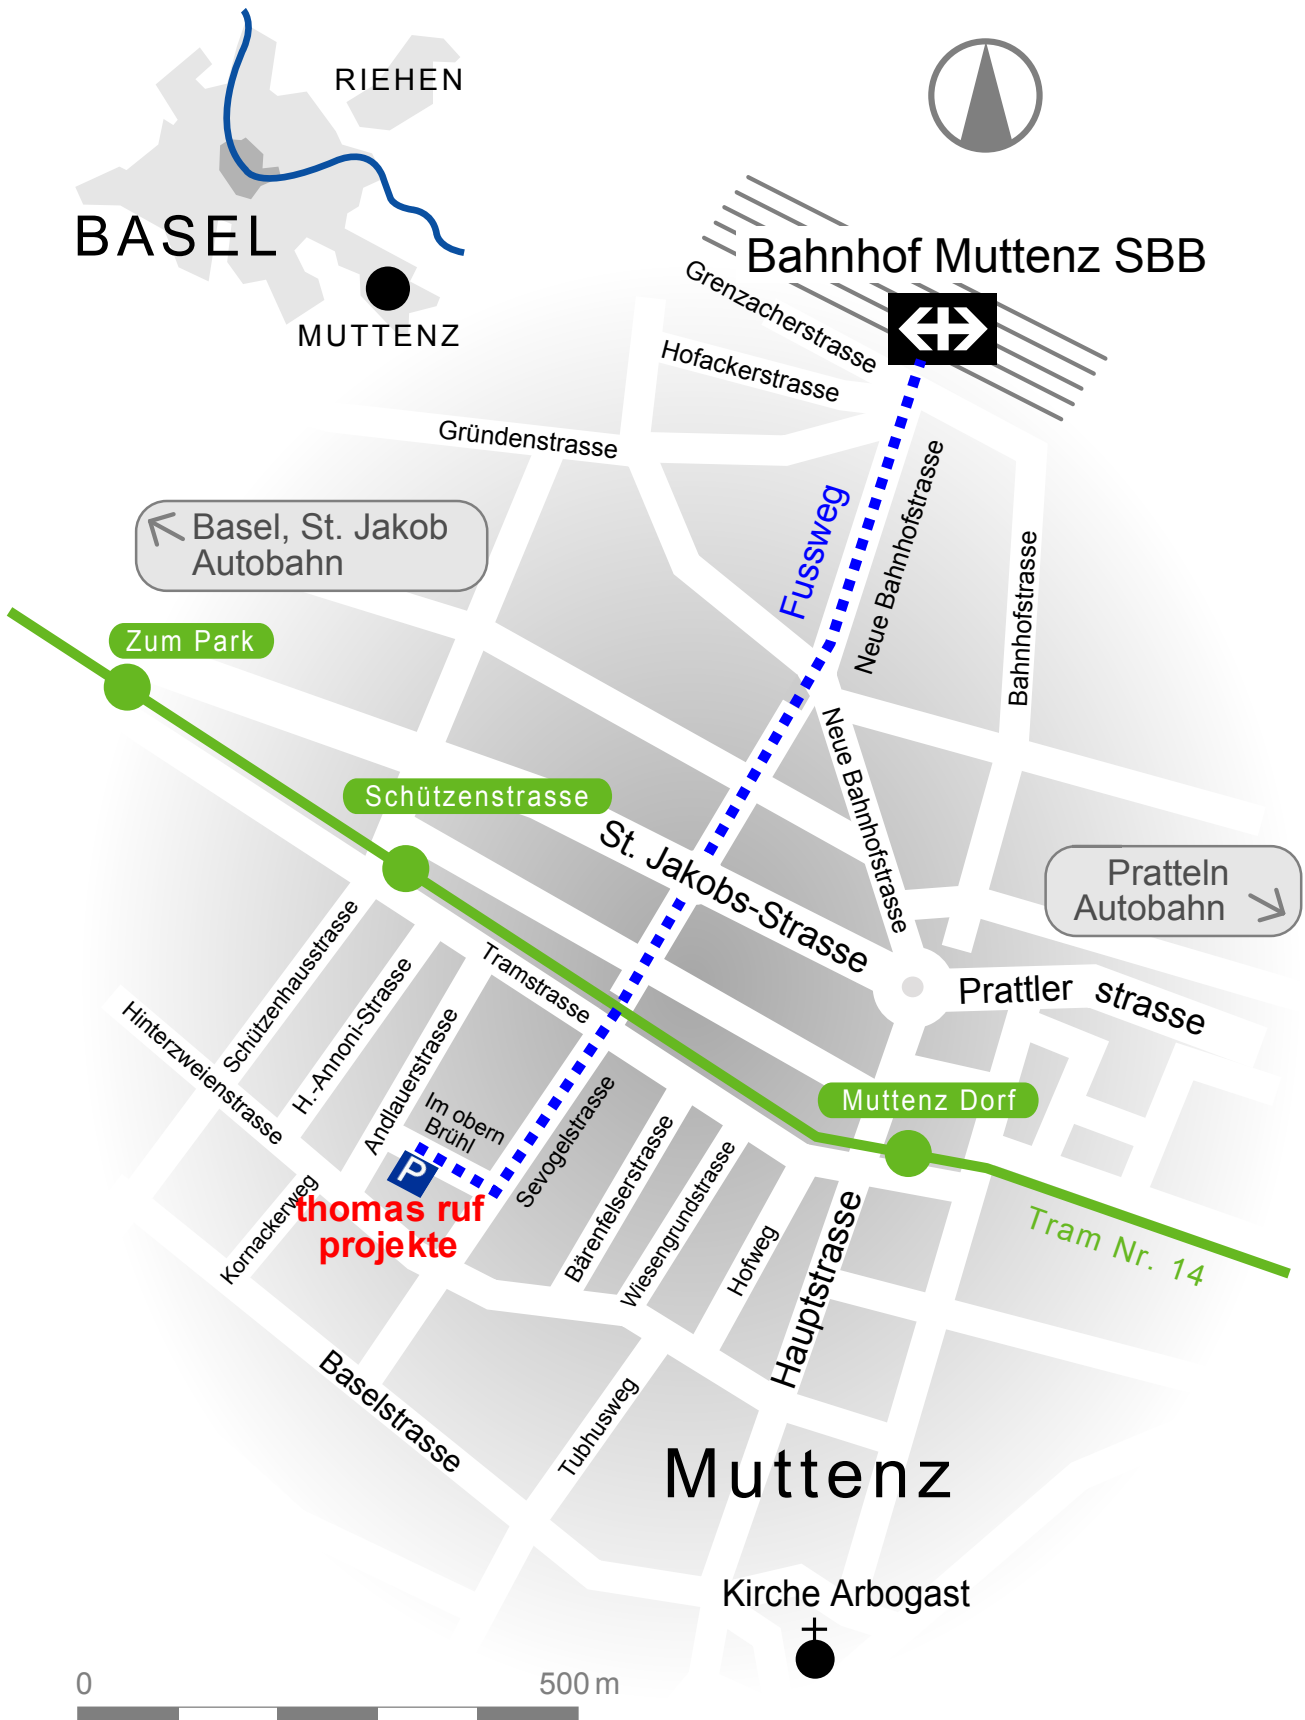 RIEHEN
BASEL
MUTTENZ
Bahnhof Muttenz SBB
Grenzacherstrasse
Hofackerstrasse
Gründenstrasse
Fussweg
Neue Bahnhofstrasse
Bahnhofstrasse
Basel, St. Jakob
Autobahn
Zum Park
Schützenstrasse
Neue Bahnhofstrasse
St. Jakobs-Strasse
Pratteln
Autobahn
Prattler strasse
Tramstrasse
Schützenhausstrasse
H.-Annoni-Strasse
Andlauerstrasse
Hinterzweienstrasse
Im obern
Brühl
Sevogelstrasse
Muttenz Dorf
P
thomas ruf
projekte
Kornackerweg
Bärenfelserstrasse
Wiesengrundstrasse
Hofweg
Hauptstrasse
Tram Nr. 14
Baselstrasse
Tubhusweg
Muttenz
Kirche Arbogast
0 500 m